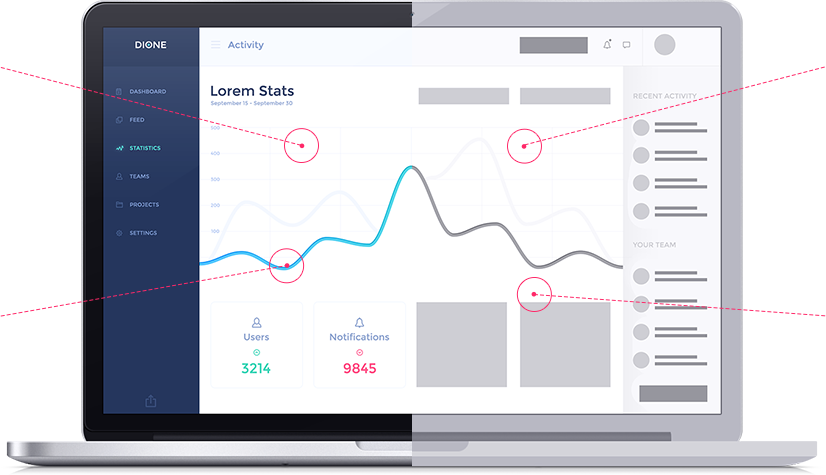 DIONE
Activity
DASHBOARD
FEED
STATISTICS
TEAMS
PROJECTS
SETTINGS
Lorem Stats
September 15 - September 30
500
400
300
200
100
Users
3214
Notifications
9845
RECENT ACTIVITY
YOUR TEAM